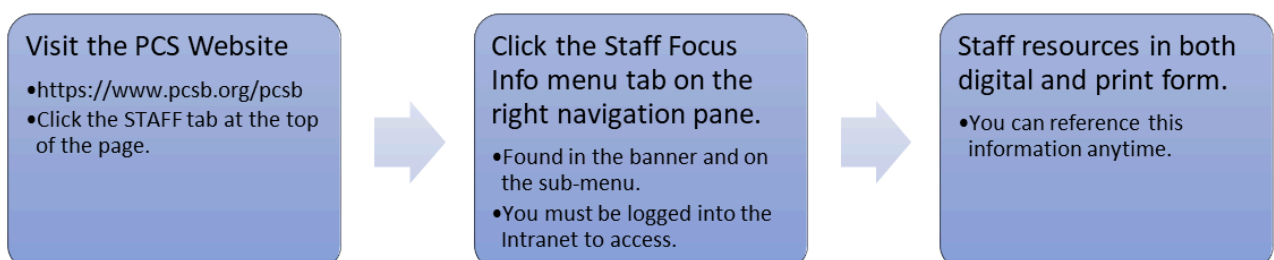 Visit the PCS Website
•https://www.pcsb.org/pcsb
•Click the STAFF tab at the top
of the page.
Click the Staff Focus
Info menu tab on the
right navigation pane.
•Found in the banner and on
the sub-menu.
•You must be logged into the
Intranet to access.
Staff resources in both
digital and print form.
•You can reference this
information anytime.